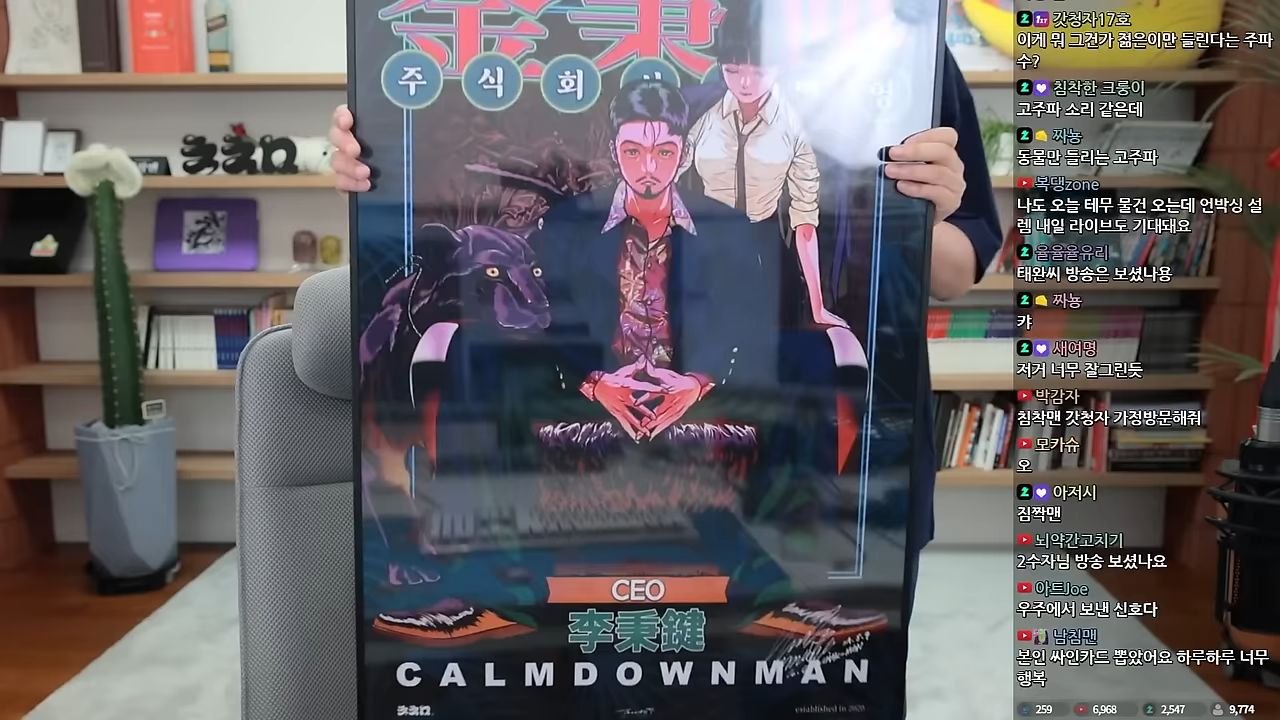 金秉
주 식 회
영
CEO
李秉鍵
CALMDOWNMAN
established in 2020
갓청자17호
이게 뭐 그건가 젊은이만 들린다는 주파
수?
침착한 크룽이
고주파 소리 같은데
짜농
동물만 들리는 고주파
복댕zone
나도 오늘 테무 물건 오는데 언박싱 설
렘 내일 라이브도 기대돼요
율율율유리
태완씨 방송은 보셨나용
짜뇽
캬
새여명
저거 너무 잘그린듯
박감자
침착맨 갓청자 가정방문해줘
모카슈
오
아저시
짐짝맨
뇌약간고치기
2수자님 방송 보셨나요
아트Joe
우주에서 보낸 신호다
남침맨
본인 싸인카드 뽑았어요 하루하루 너무
행복
259 6,968 2,547 9,774